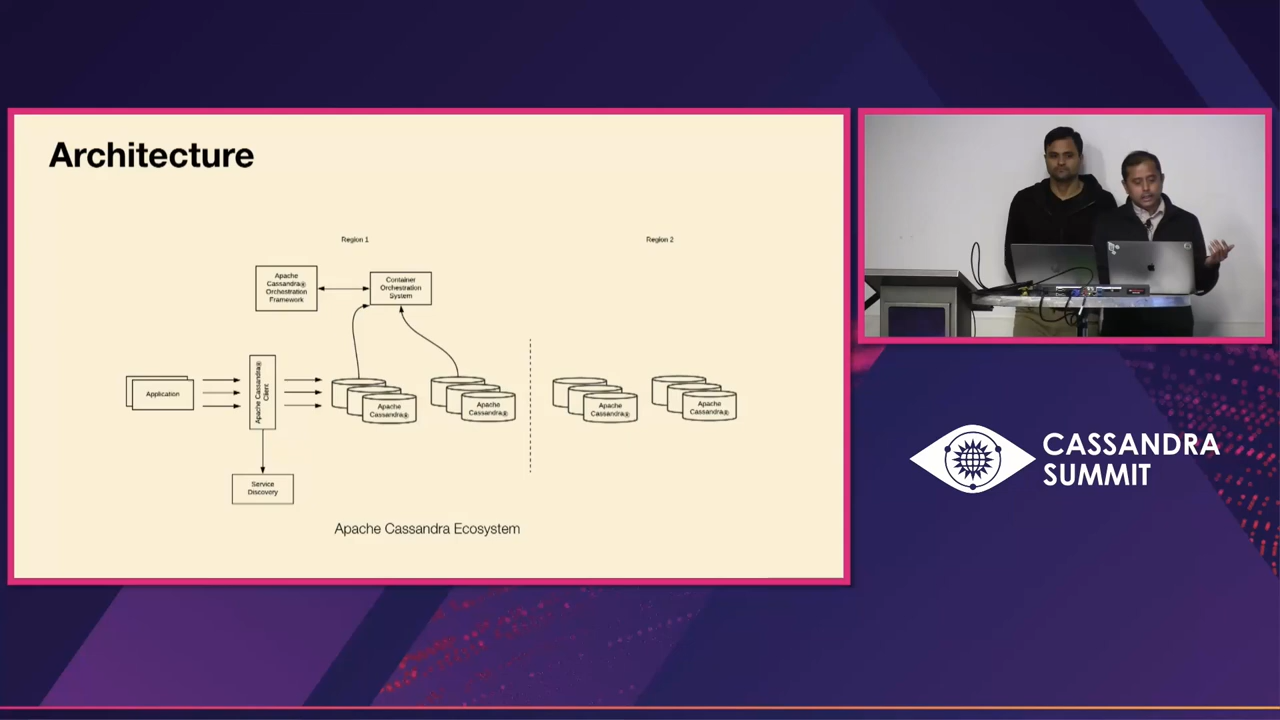 Architecture
Region 1
Region 2
Apache
Cassandra®
Orchestration
Framework
Container
Orchestration
System
Application
Apache Cassandra®
Client
Apache
Cassandra®
Apache
Cassandra®
Apache
Cassandra®
Apache
Cassandra®
Service
Discovery
Apache Cassandra Ecosystem
CASSANDRA
SUMMIT